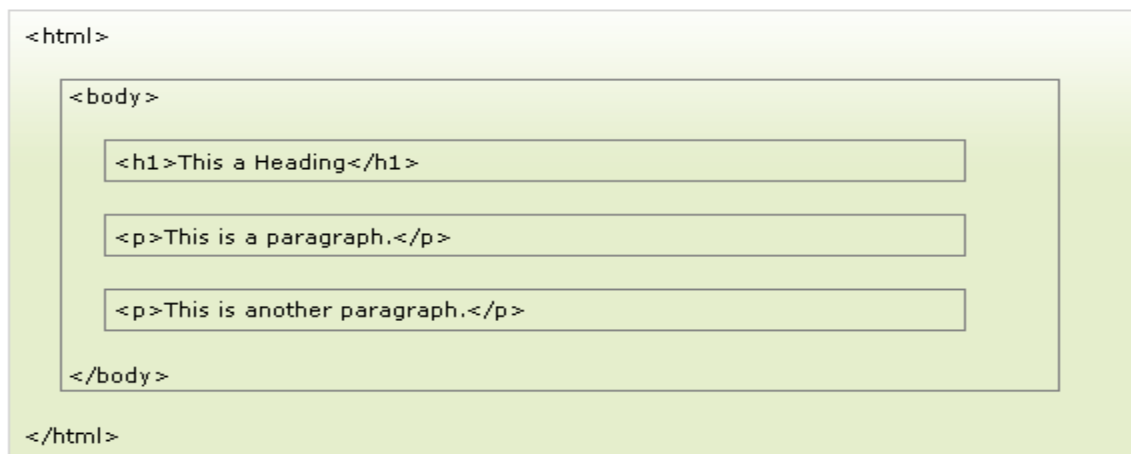 <html>
<body>
<h1>This a Heading</h1>
<p>This is a paragraph.</p>
<p>This is another paragraph.</p>
</body>
</html>